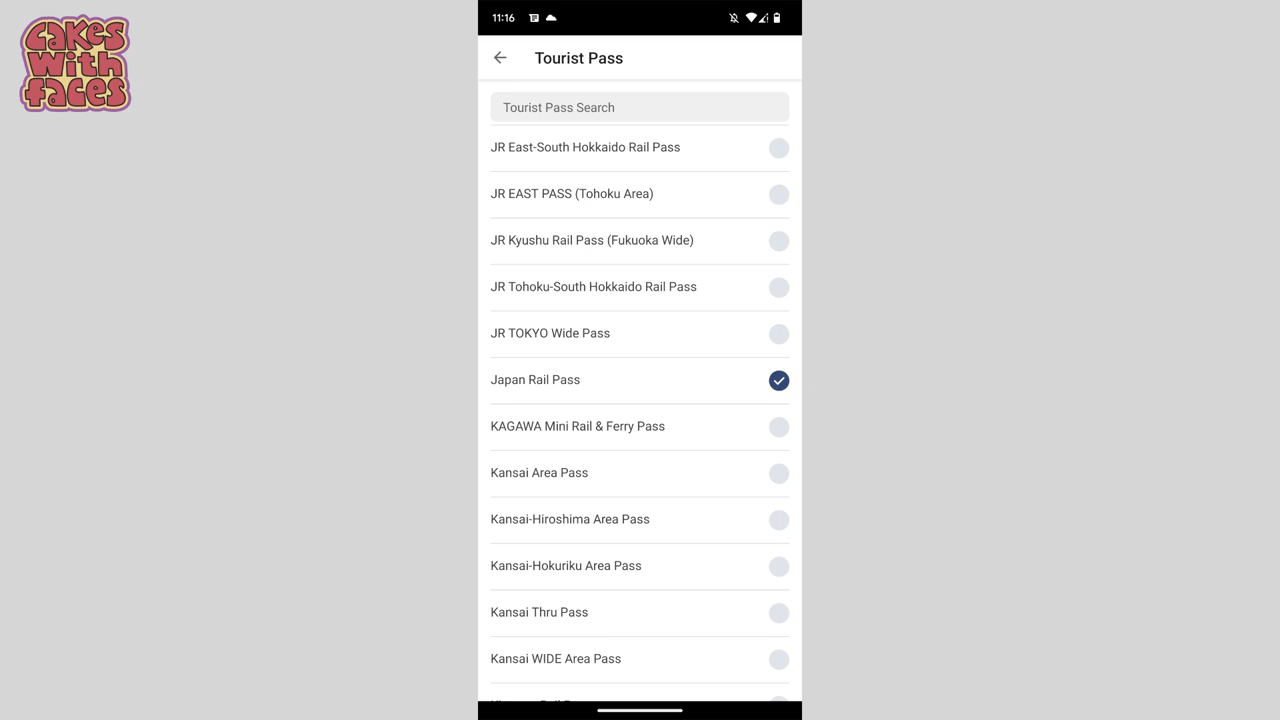 cakes
with
faces
11:16
Tourist Pass
Tourist Pass Search
JR East-South Hokkaido Rail Pass
JR EAST PASS (Tohoku Area)
JR Kyushu Rail Pass (Fukuoka Wide)
JR Tohoku-South Hokkaido Rail Pass
JR TOKYO Wide Pass
Japan Rail Pass
KAGAWA Mini Rail & Ferry Pass
Kansai Area Pass
Kansai-Hiroshima Area Pass
Kansai-Hokuriku Area Pass
Kansai Thru Pass
Kansai WIDE Area Pass